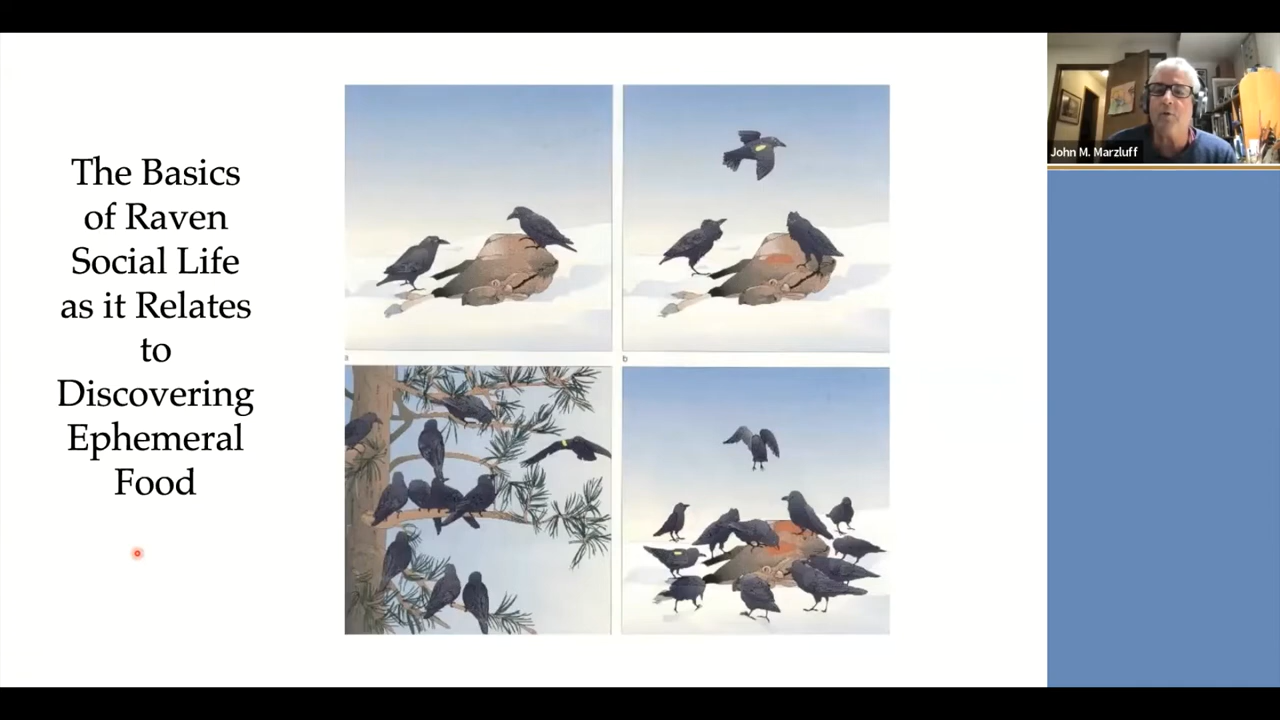 The Basics
of Raven
Social Life
as it Relates
to
Discovering
Ephemeral
Food
a
b
John M. Marzluff